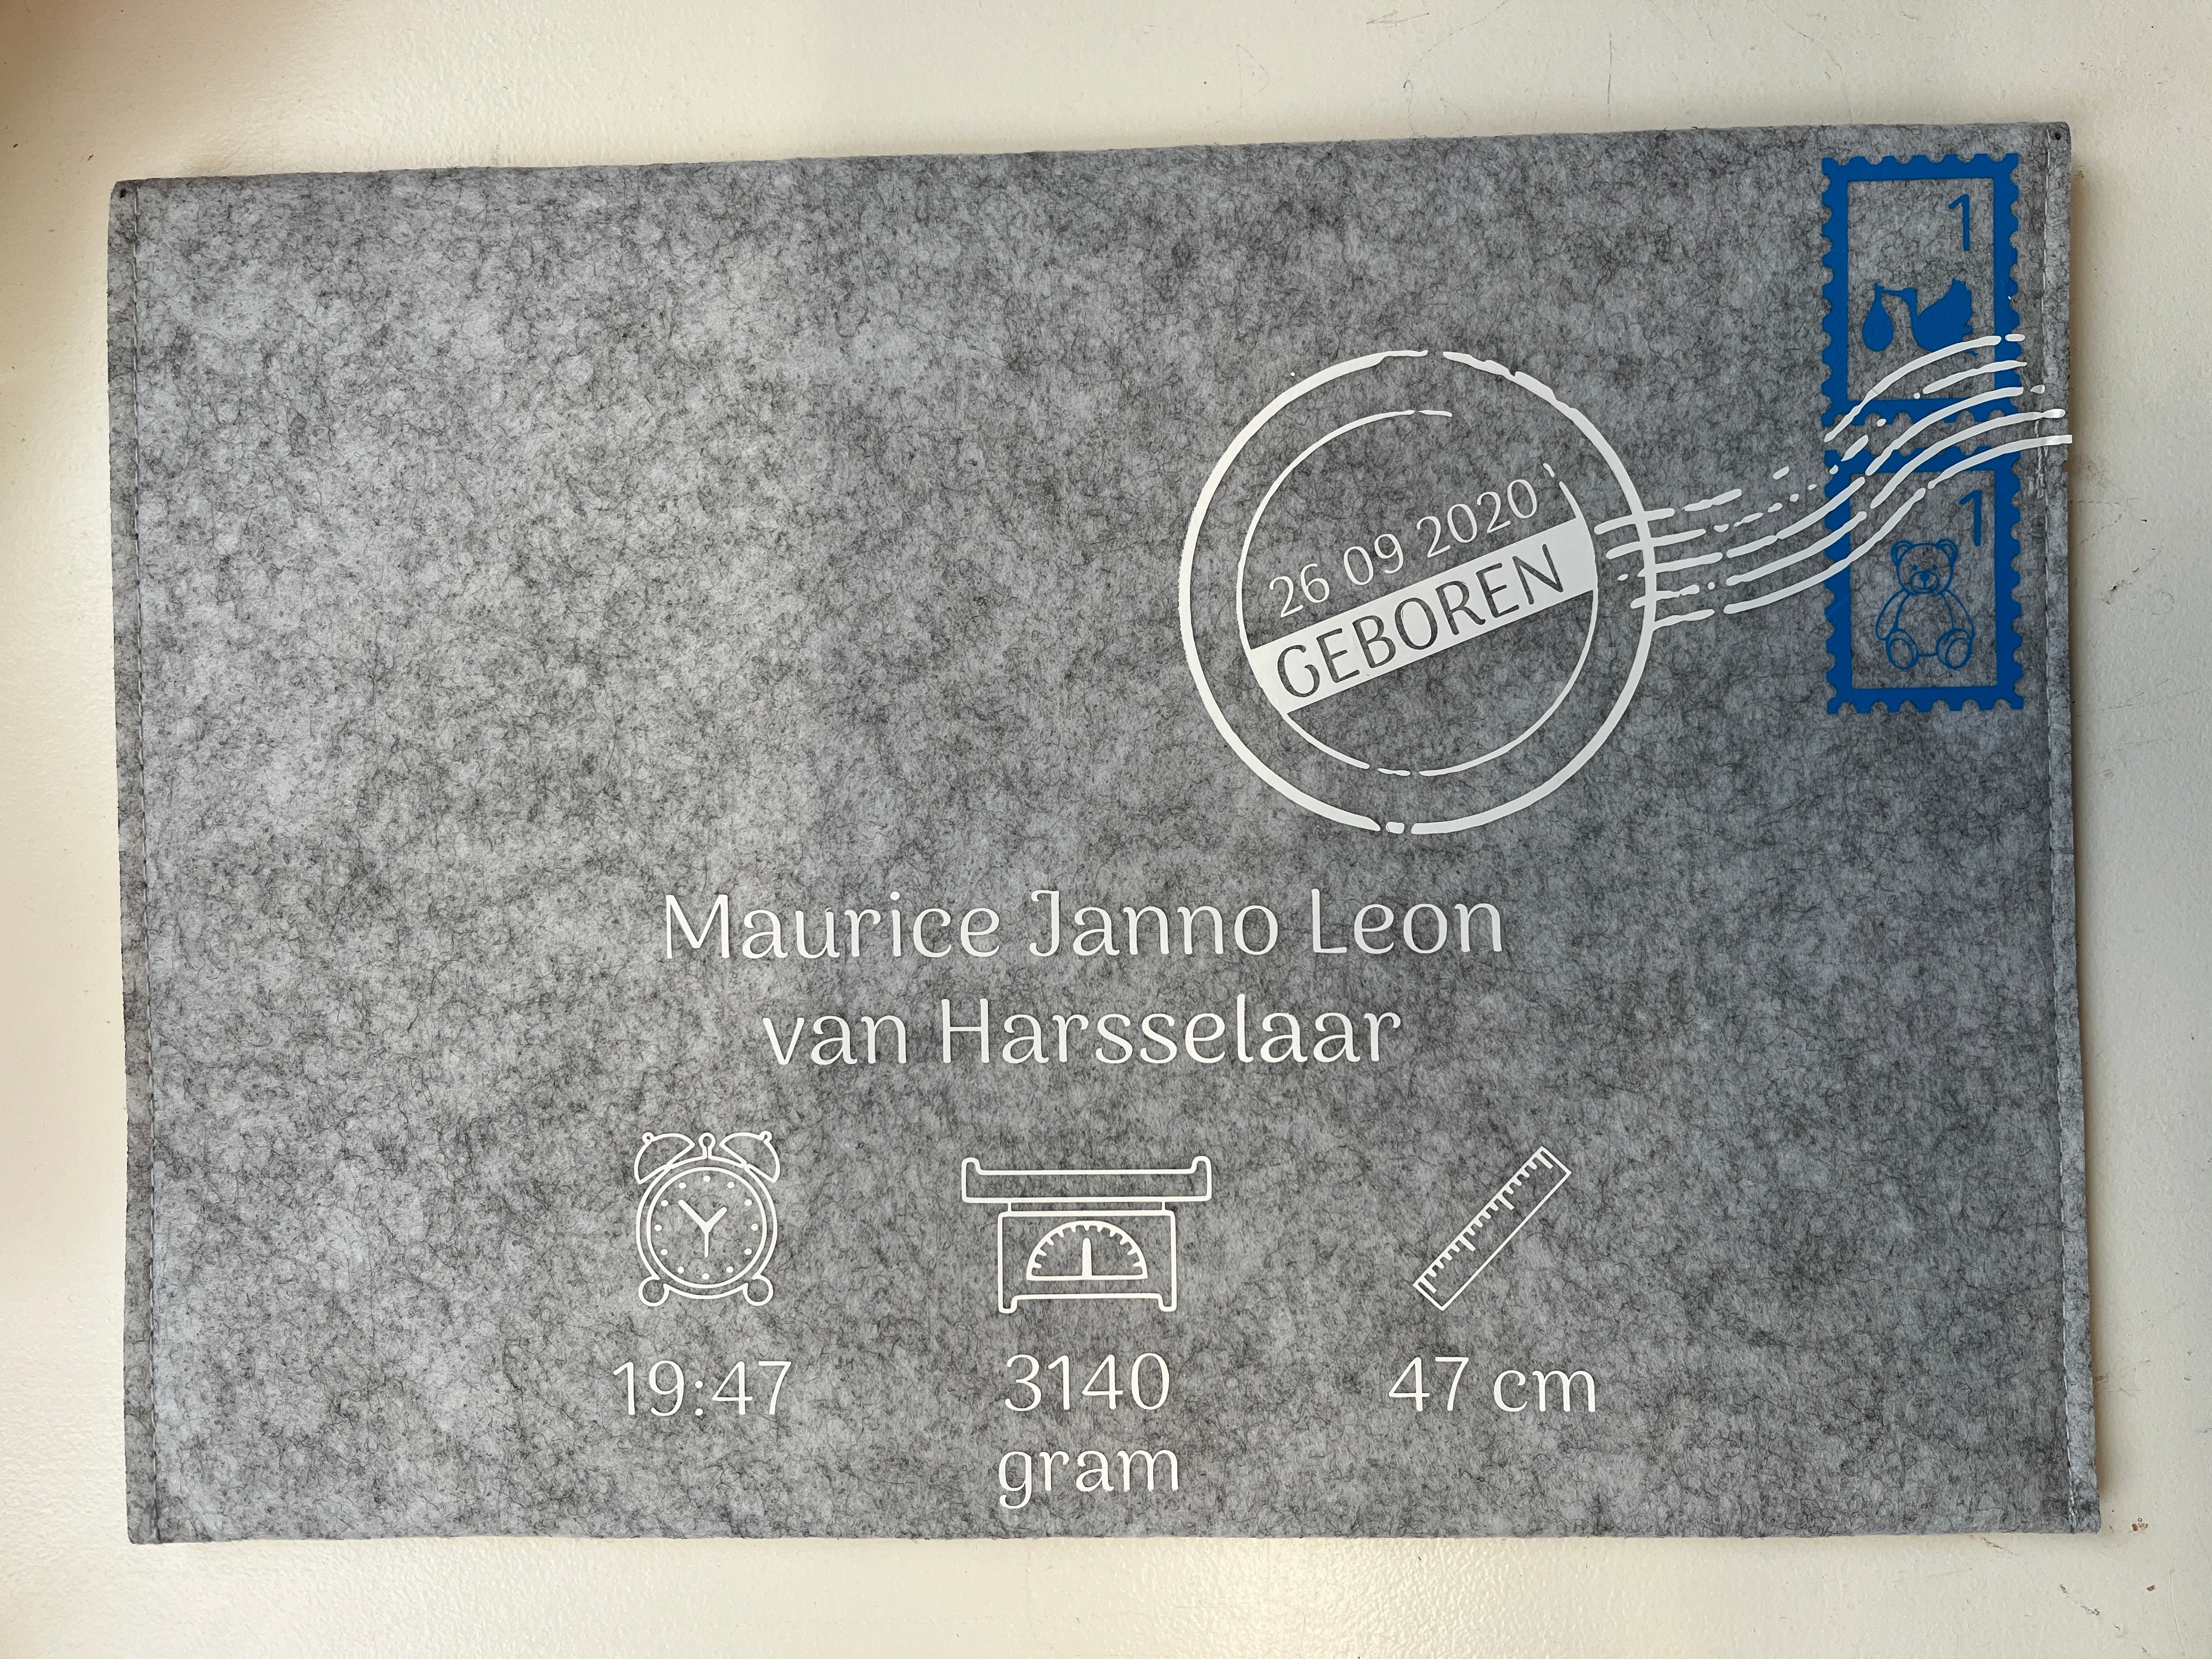 1
26 09 2020
GEBOREN
1
Maurice Janno Leon
van Harsselaar
19:47
3140
gram
47 cm